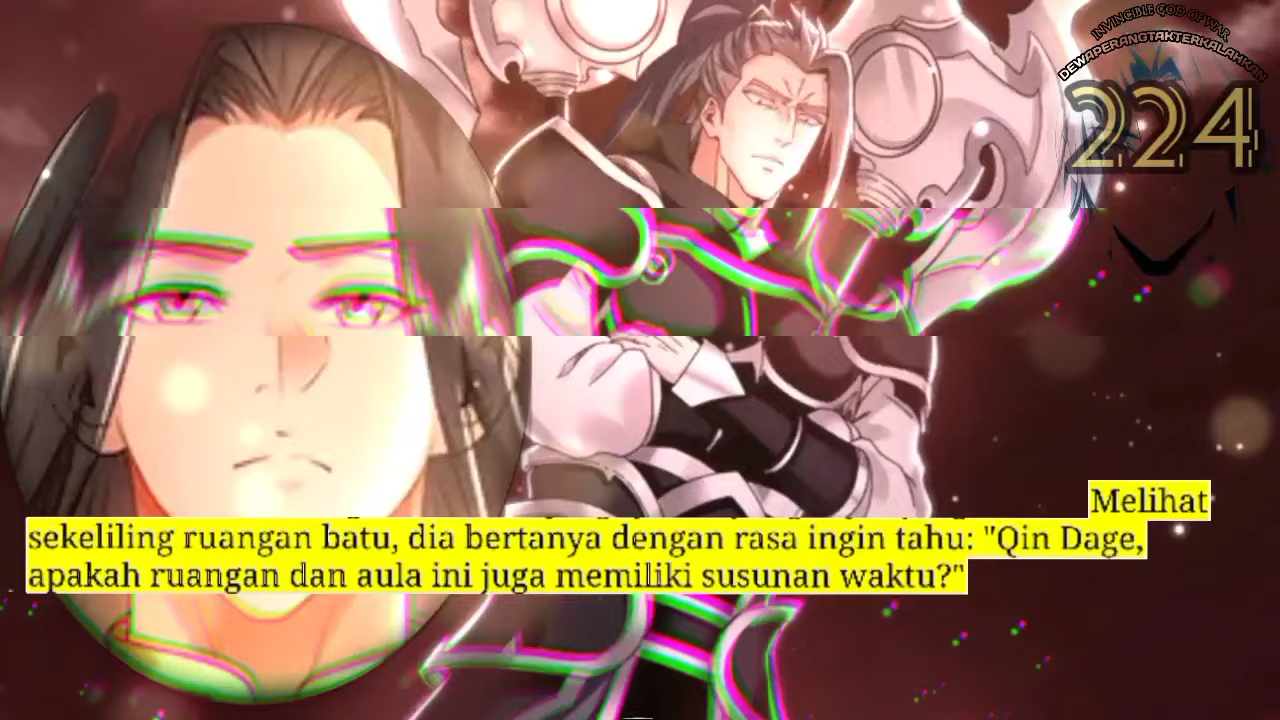 INVINCIBLE GOD OF WAR
DEWAPERANGTAKTERKALAHKAN
224
Melihat
sekeliling ruangan batu, dia bertanya dengan rasa ingin tahu: "Qin Dage,
apakah ruangan dan aula ini juga memiliki susunan waktu?"